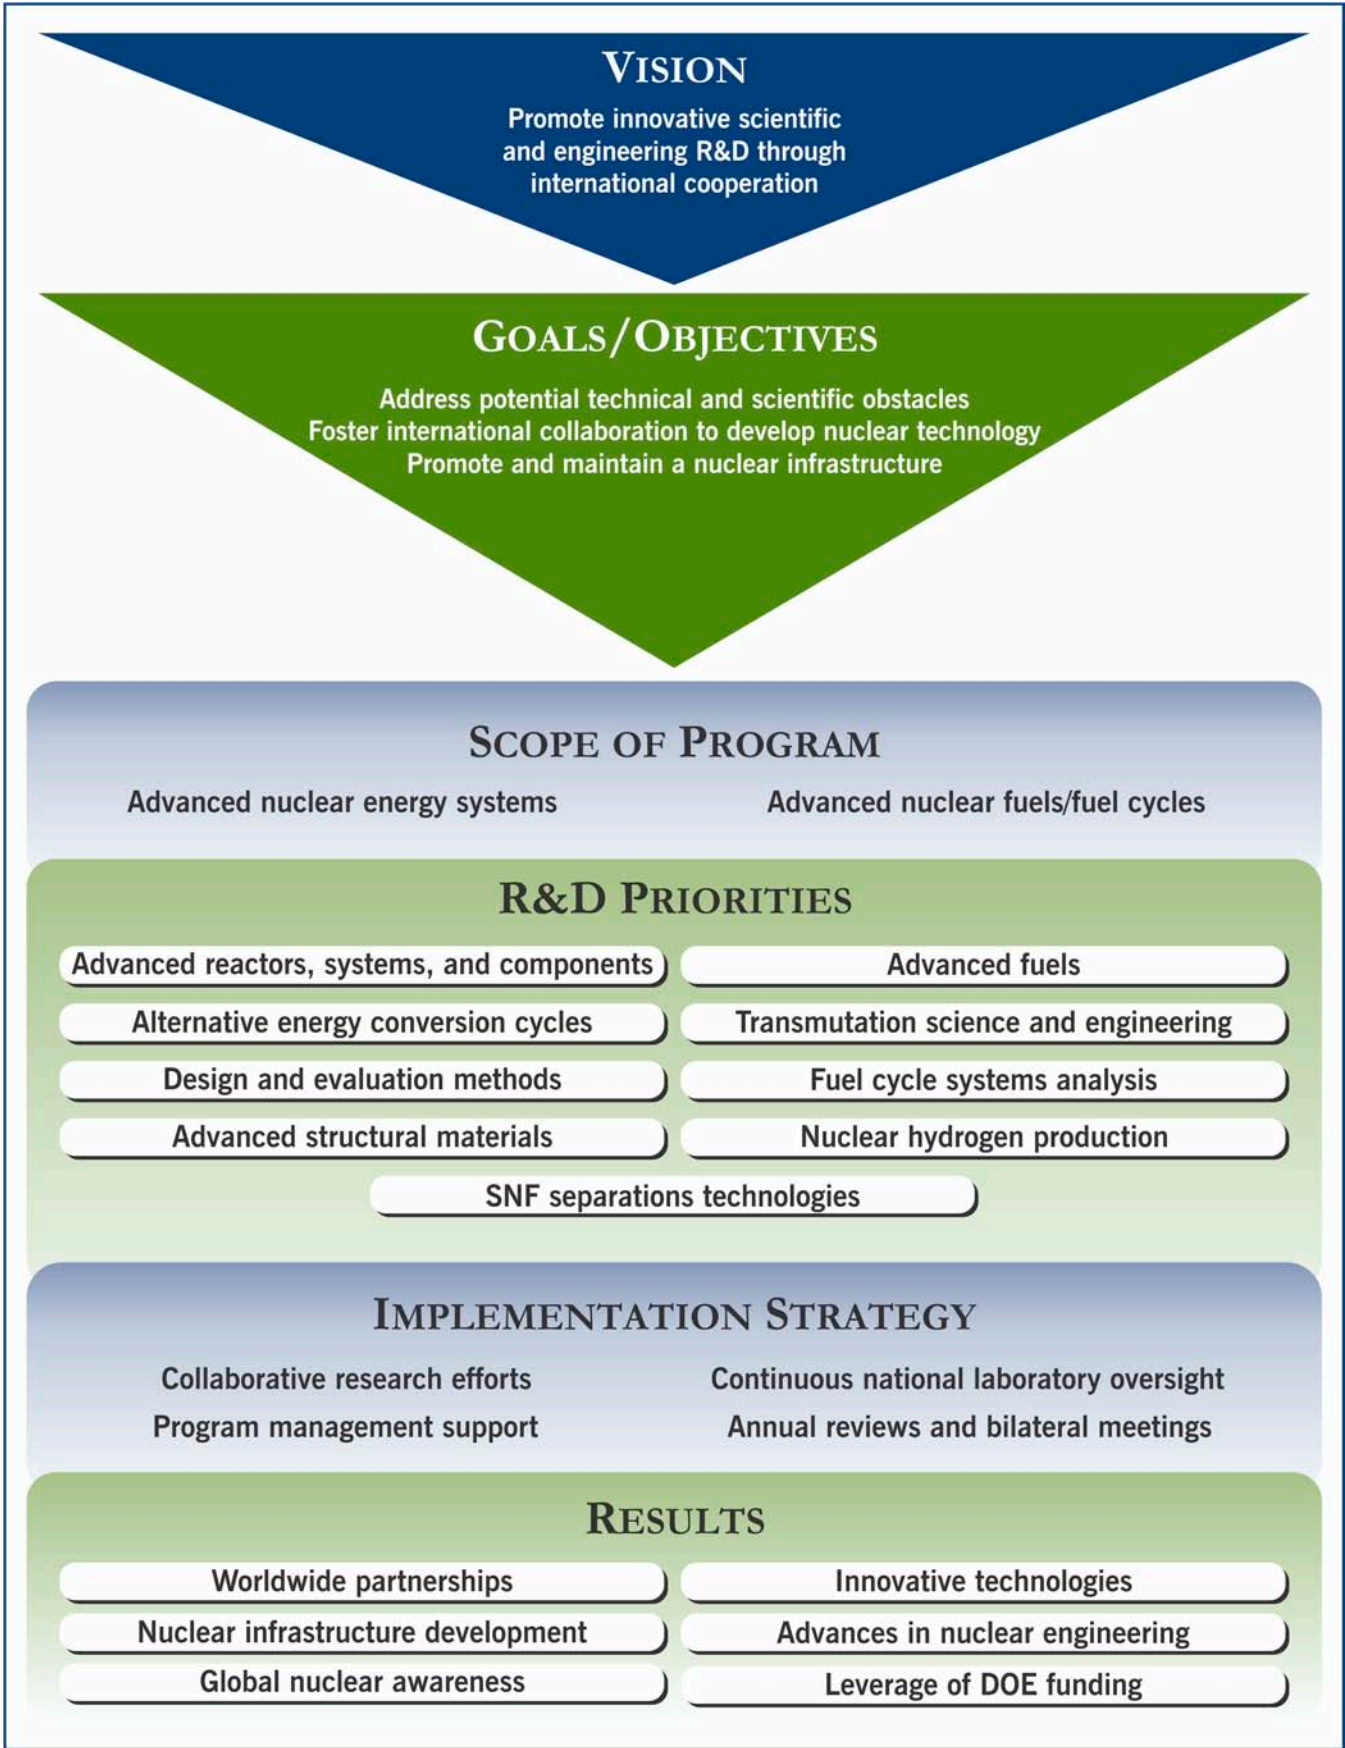 VISION
Promote innovative scientific
and engineering R&D through
international cooperation
GOALS/OBJECTIVES
Address potential technical and scientific obstacles
Foster international collaboration to develop nuclear technology
Promote and maintain a nuclear infrastructure
SCOPE OF PROGRAM
Advanced nuclear energy systems
Advanced nuclear fuels/fuel cycles
R&D PRIORITIES
Advanced reactors, systems, and components
Advanced fuels
Alternative energy conversion cycles
Transmutation science and engineering
Design and evaluation methods
Fuel cycle systems analysis
Advanced structural materials
Nuclear hydrogen production
SNF separations technologies
IMPLEMENTATION STRATEGY
Collaborative research efforts
Continuous national laboratory oversight
Program management support
Annual reviews and bilateral meetings
RESULTS
Worldwide partnerships
Innovative technologies
Nuclear infrastructure development
Advances in nuclear engineering
Global nuclear awareness
Leverage of DOE funding